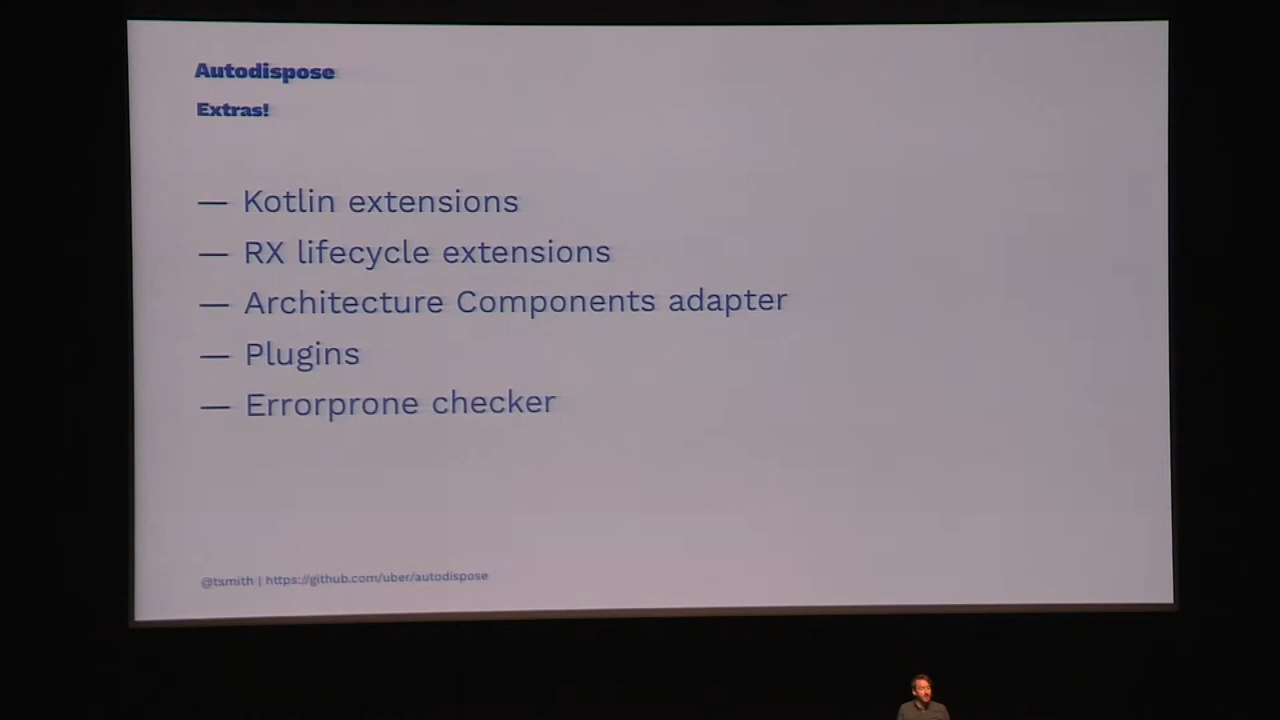 Autodispose
Extras!
— Kotlin extensions
— RX lifecycle extensions
— Architecture Components adapter
— Plugins
— Errorprone checker
@tsmith | https://github.com/uber/autodispose